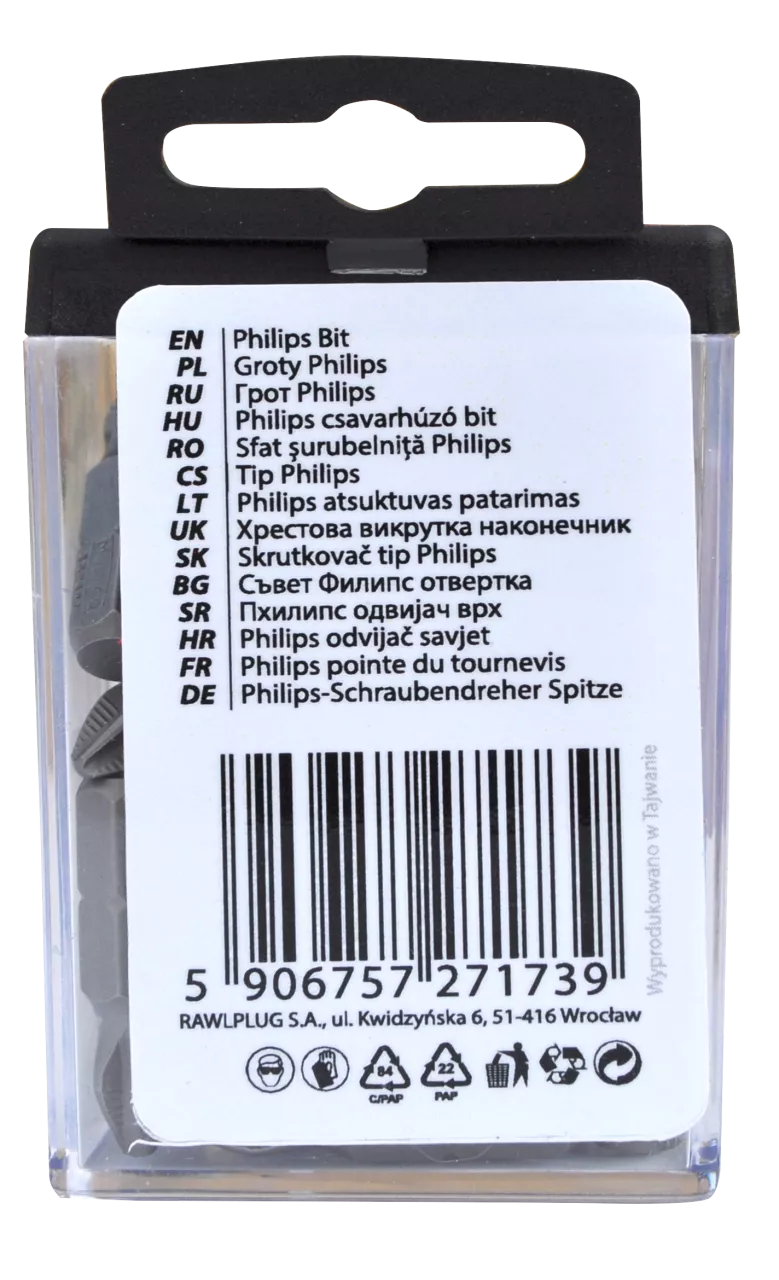 EN Philips Bit
PL Groty Philips
RU Грот Philips
HU Philips csavarhúzó bit
RO Sfat şurubelniţă Philips
CS Tip Philips
LT Philips atsuktuvas patarimas
UK Хрестова викрутка наконечник
SK Skrutkovač tip Philips
BG Съвет Филипс отвертка
SR Пхилипс одвијач врх
HR Philips odvijač savjet
FR Philips pointe du tournevis
DE Philips-Schraubendreher Spitze
Wyprodukowano w Tajwanie
5 906757 271739
RAWLPLUG S.A., ul. Kwidzyńska 6, 51-416 Wrocław
84 22
C/PAP PAP